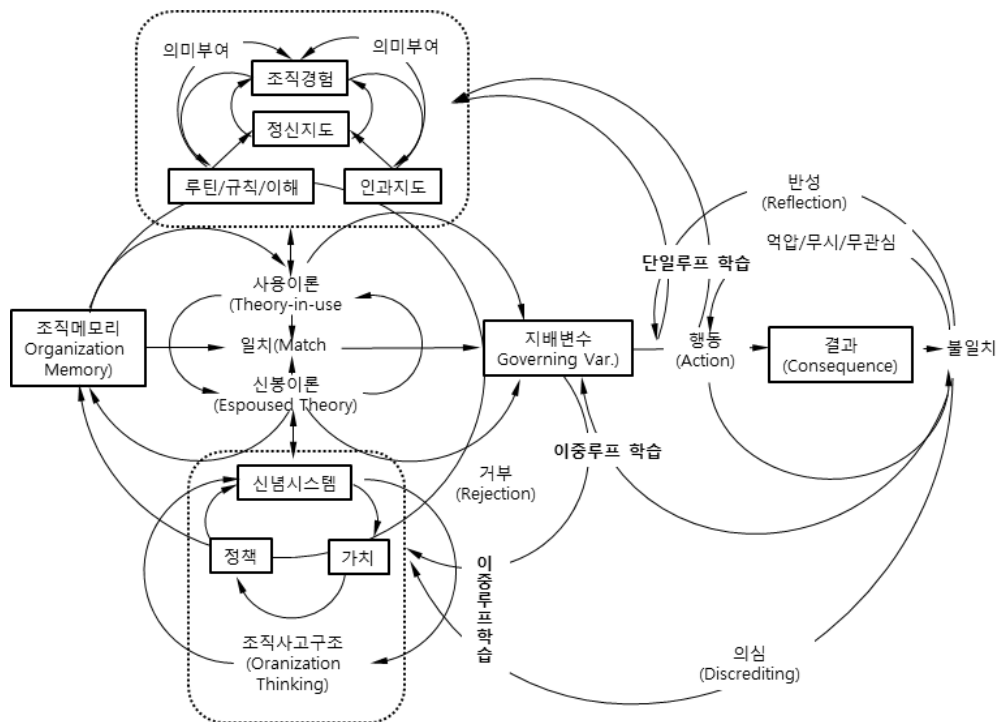 의미부여
의미부여
조직경험
정신지도
루틴/규칙/이해
인과지도
반성
(Reflection)
억압/무시/무관심
단일루프 학습
사용이론
(Theory-in-use
조직메모리
Organization
Memory)
일치(Match
지배변수
Governing Var.)
행동
(Action)
결과
(Consequence)
불일치
신봉이론
(Espoused Theory)
이중루프 학습
거부
(Rejection)
신념시스템
정책
가치
이중루프학습
조직사고구조
(Oranization
Thinking)
의심
(Discrediting)